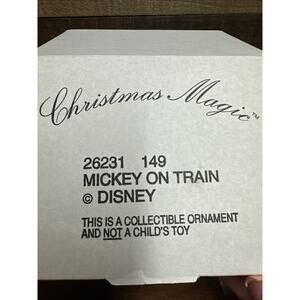 Christmas Magic™
26231 149
MICKEY ON TRAIN
© DISNEY
THIS IS A COLLECTIBLE ORNAMENT
AND NOT A CHILD'S TOY